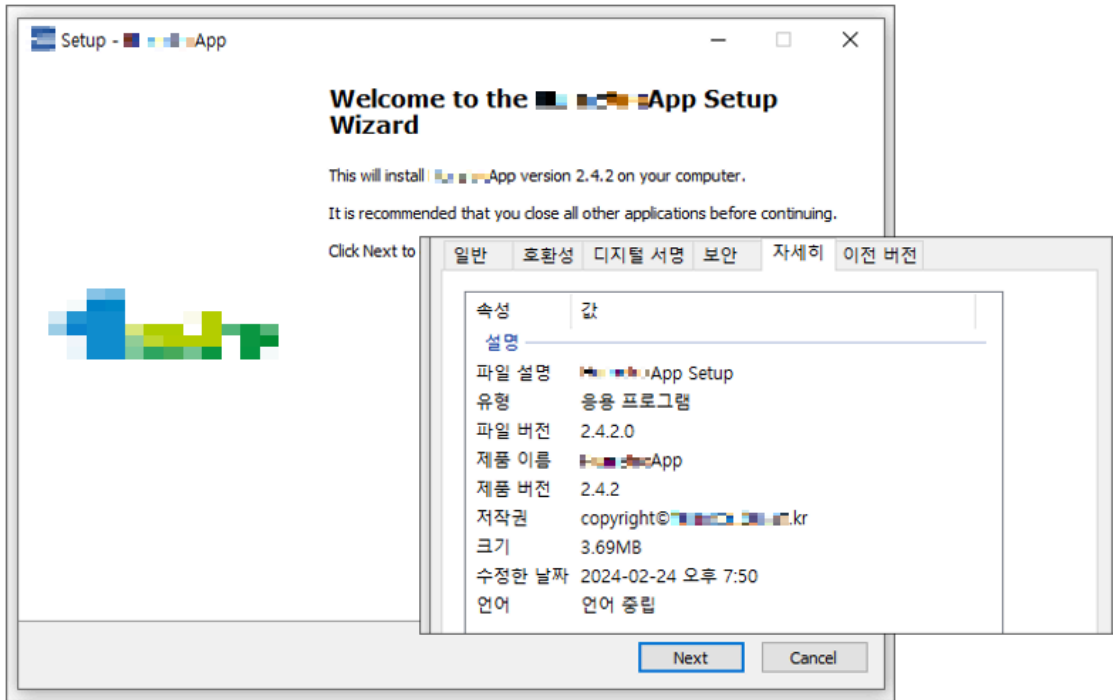 Setup - App
Welcome to the App Setup
Wizard
This will install App version 2.4.2 on your computer.
It is recommended that you close all other applications before continuing.
Click Next to
일반 호환성 디지털 서명 보안 자세히 이전 버전
속성 값
설명
파일 설명 App Setup
유형 응용 프로그램
파일 버전 2.4.2.0
제품 이름 App
제품 버전 2.4.2
저작권 copyright© .kr
크기 3.69MB
수정한 날짜 2024-02-24 오후 7:50
언어 언어 중립
Next Cancel